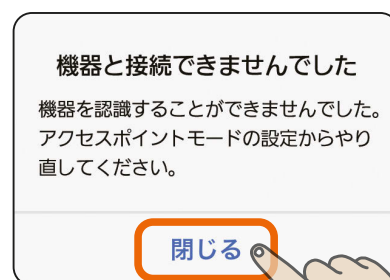 機器と接続できませんでした
機器を認識することができませんでした。
アクセスポイントモードの設定からやり
直してください。
閉じる